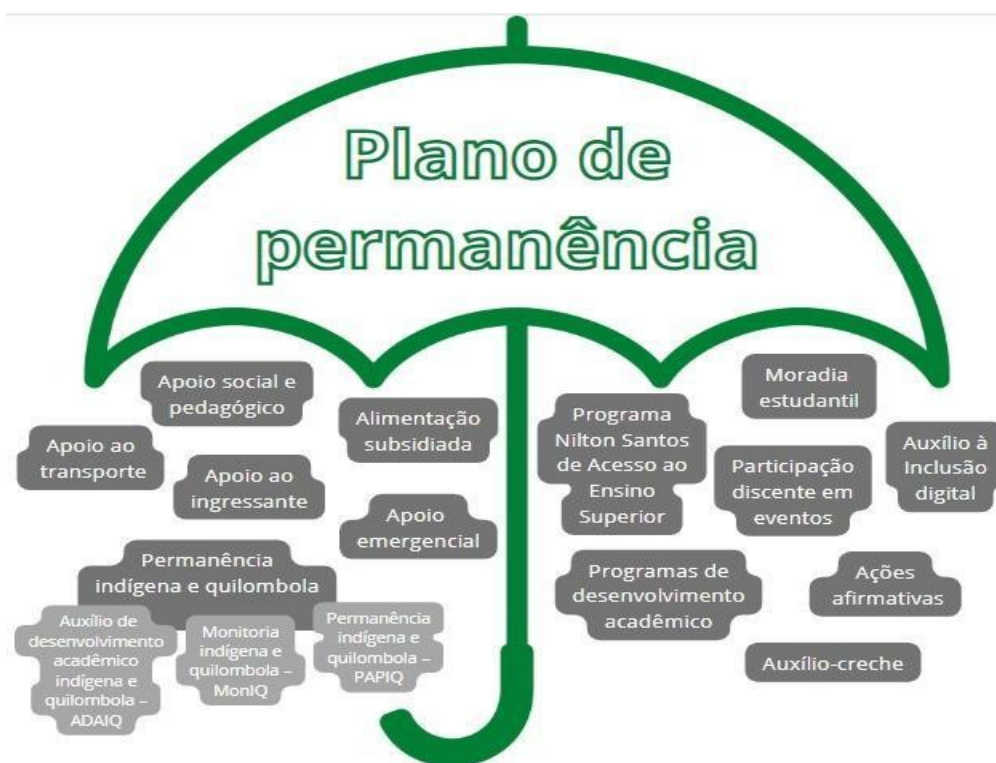 Plano de
permanência
Apoio social e
pedagógico
Apoio ao
transporte
Apoio ao
ingressante
Alimentação
subsidiada
Apoio
emergencial
Permanência
indígena e quilombola
Auxílio de
desenvolvimento
acadêmico
indígena e
quilombola –
ADAIQ
Monitoria
indígena e
quilombola –
MonIQ
Permanência
indígena e
quilombola –
PAPIQ
Programa
Nilton Santos
de Acesso ao
Ensino
Superior
Moradia
estudantil
Participação
discente em
eventos
Auxílio à
Inclusão
digital
Programas de
desenvolvimento
acadêmico
Ações
afirmativas
Auxílio-creche